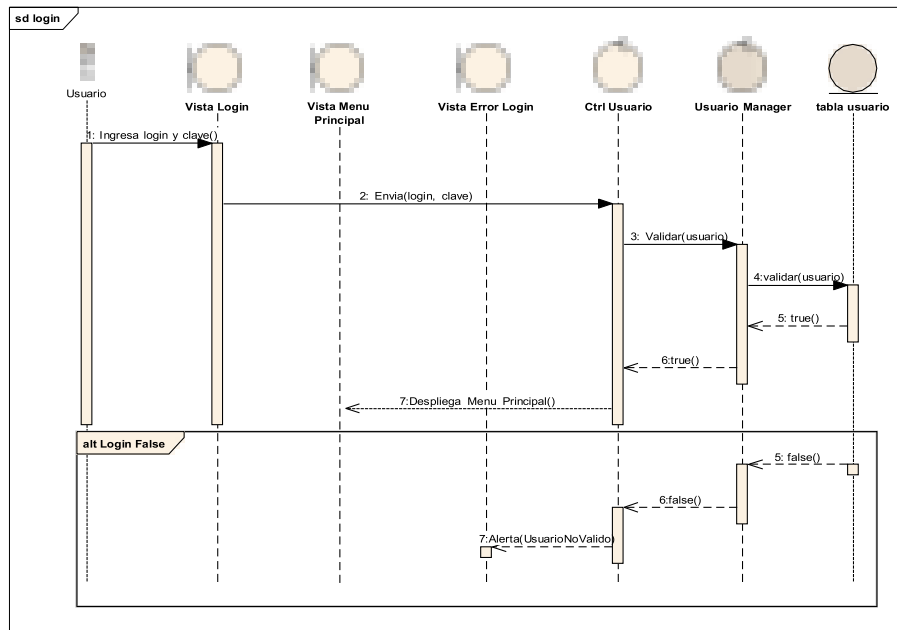 sd login
Usuario
Vista Login
Vista Menu
Principal
Vista Error Login
Ctrl Usuario
Usuario Manager
tabla usuario
1: Ingresa login y clave()
2: Envia(login, clave)
3: Validar(usuario)
4:validar(usuario)
5: true()
6:true()
7:Despliega Menu Principal()
alt Login False
5: false()
6:false()
7:Alerta(UsuarioNoValido)